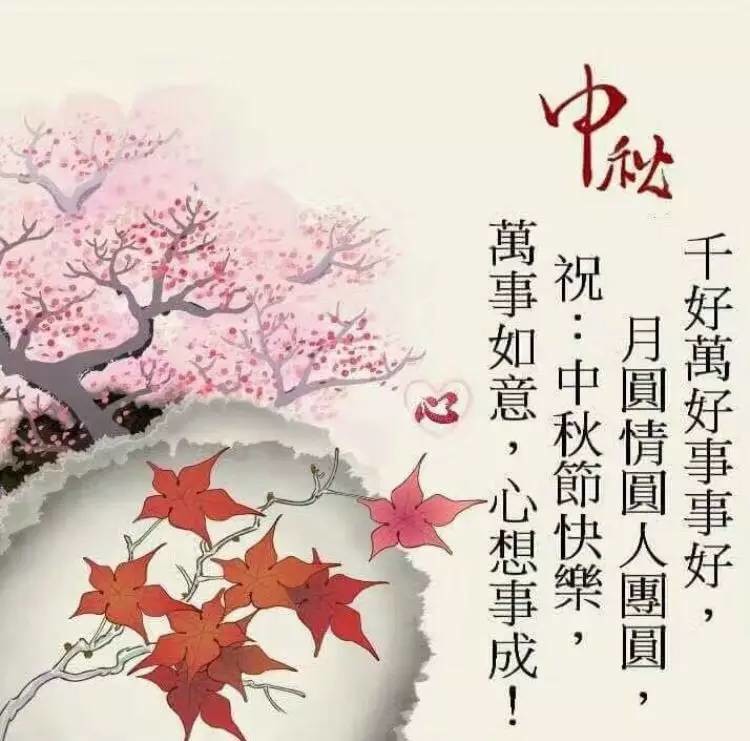 中秋
千好萬好事事好，
月圓情圓人團圓，
祝：中秋節快樂，
萬事如意，心想事成！
心